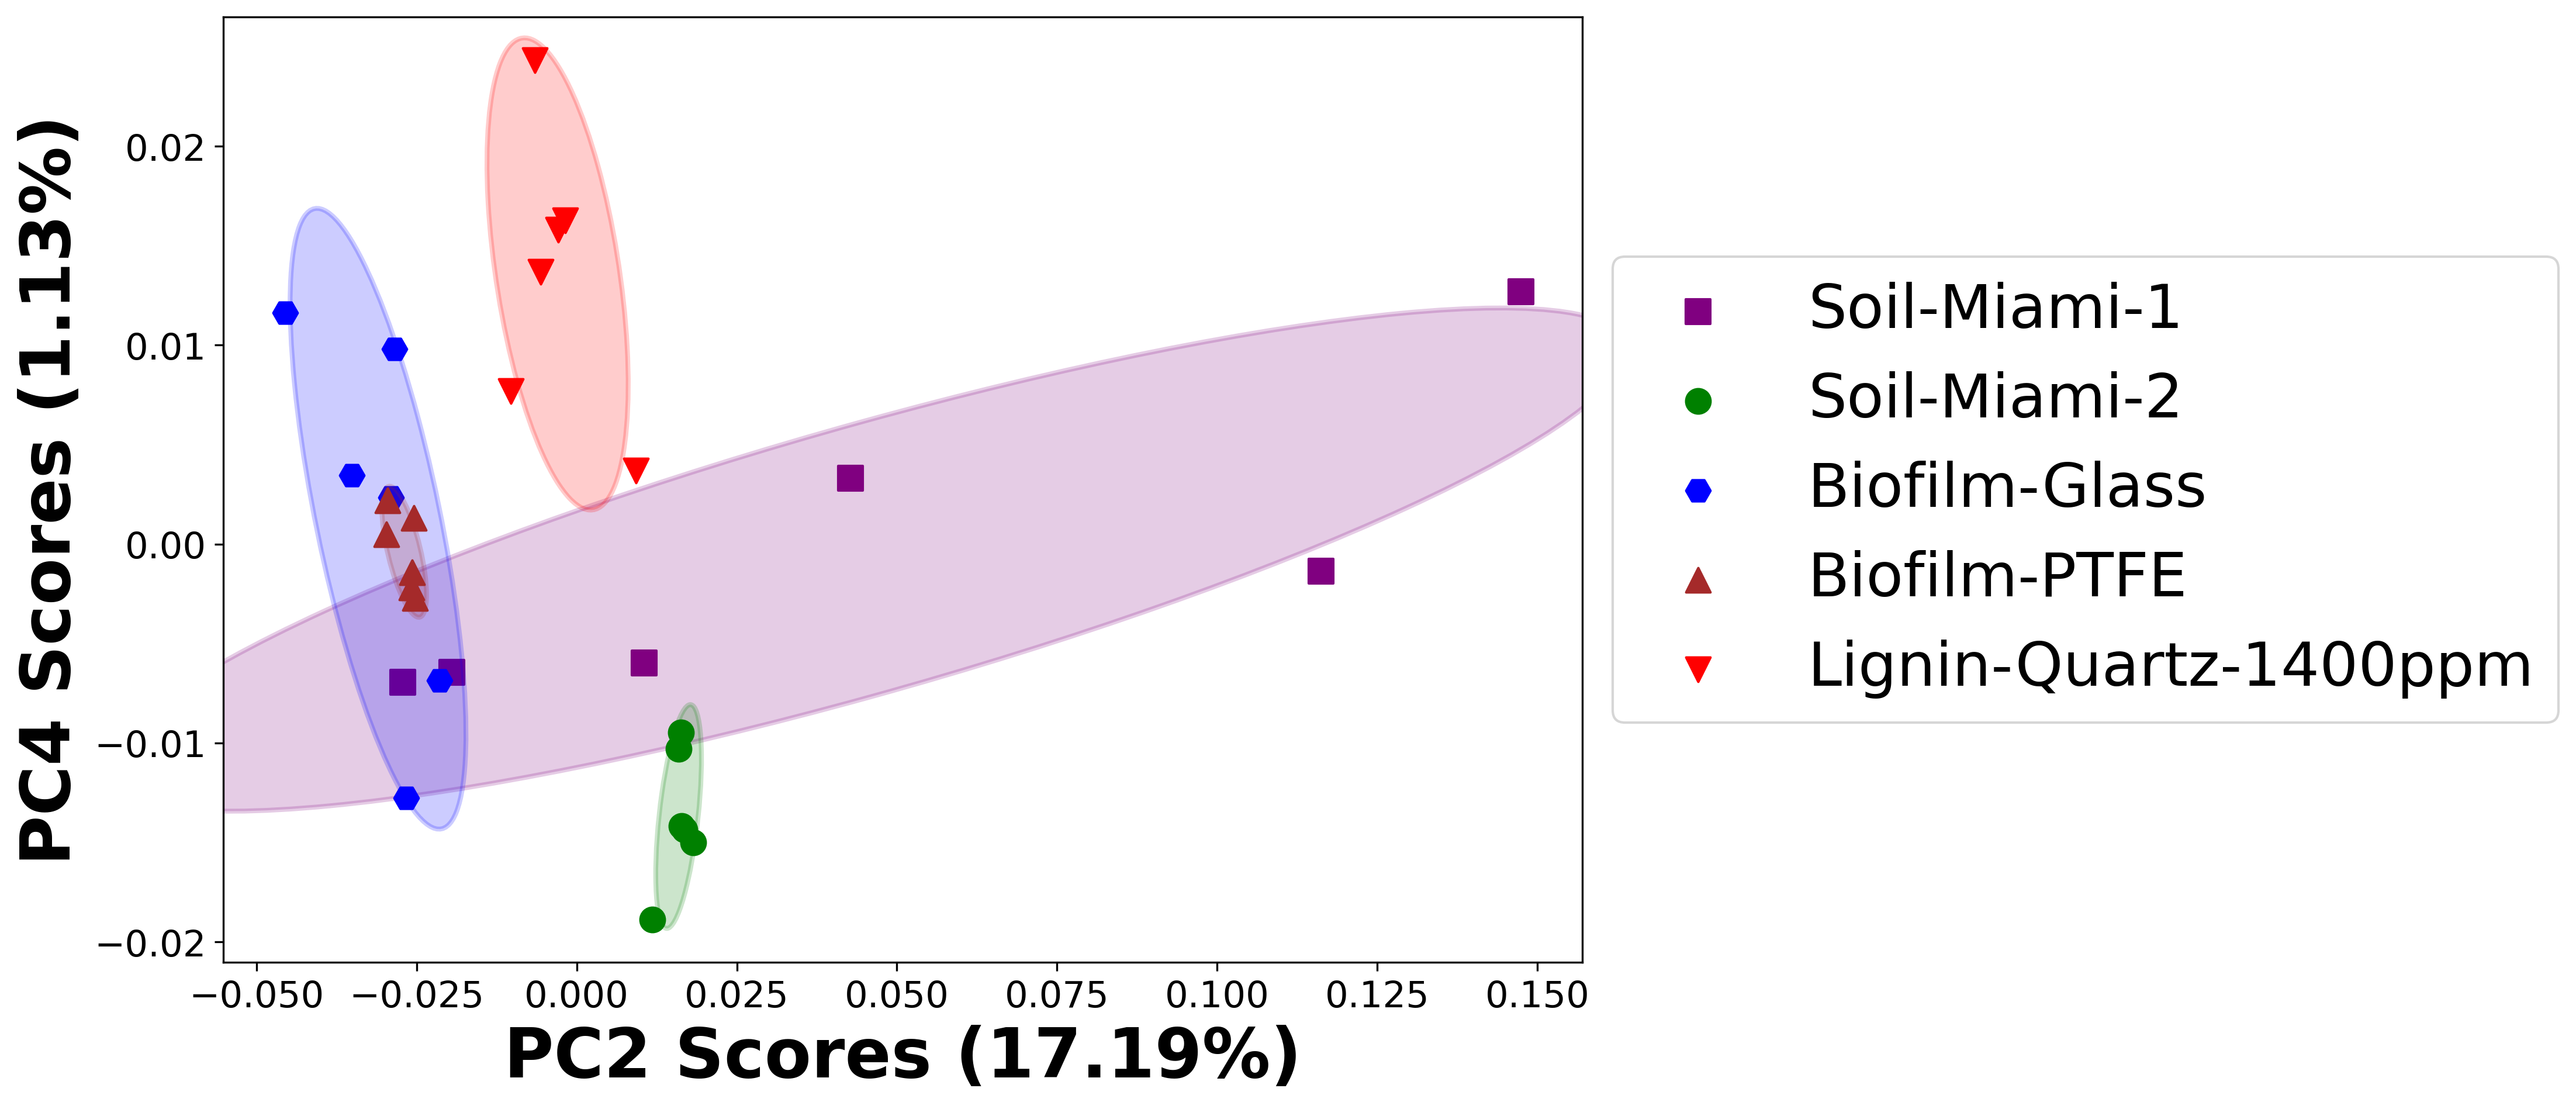 PC4 Scores (1.13%)
0.02
0.01
0.00
−0.01
−0.02
−0.050 −0.025 0.000 0.025 0.050 0.075 0.100 0.125 0.150
PC2 Scores (17.19%)
Soil-Miami-1
Soil-Miami-2
Biofilm-Glass
Biofilm-PTFE
Lignin-Quartz-1400ppm